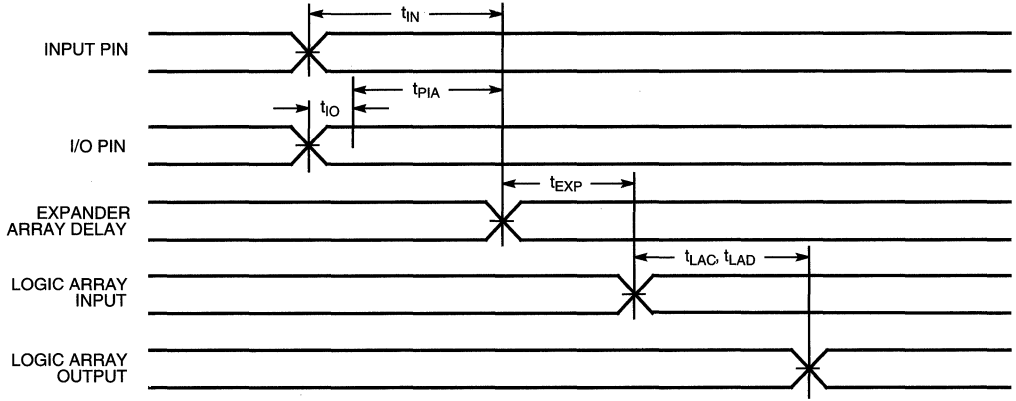 tIN
INPUT PIN
tPIA
tIO
I/O PIN
tEXP
EXPANDER
ARRAY DELAY
tLAC, tLAD
LOGIC ARRAY
INPUT
LOGIC ARRAY
OUTPUT